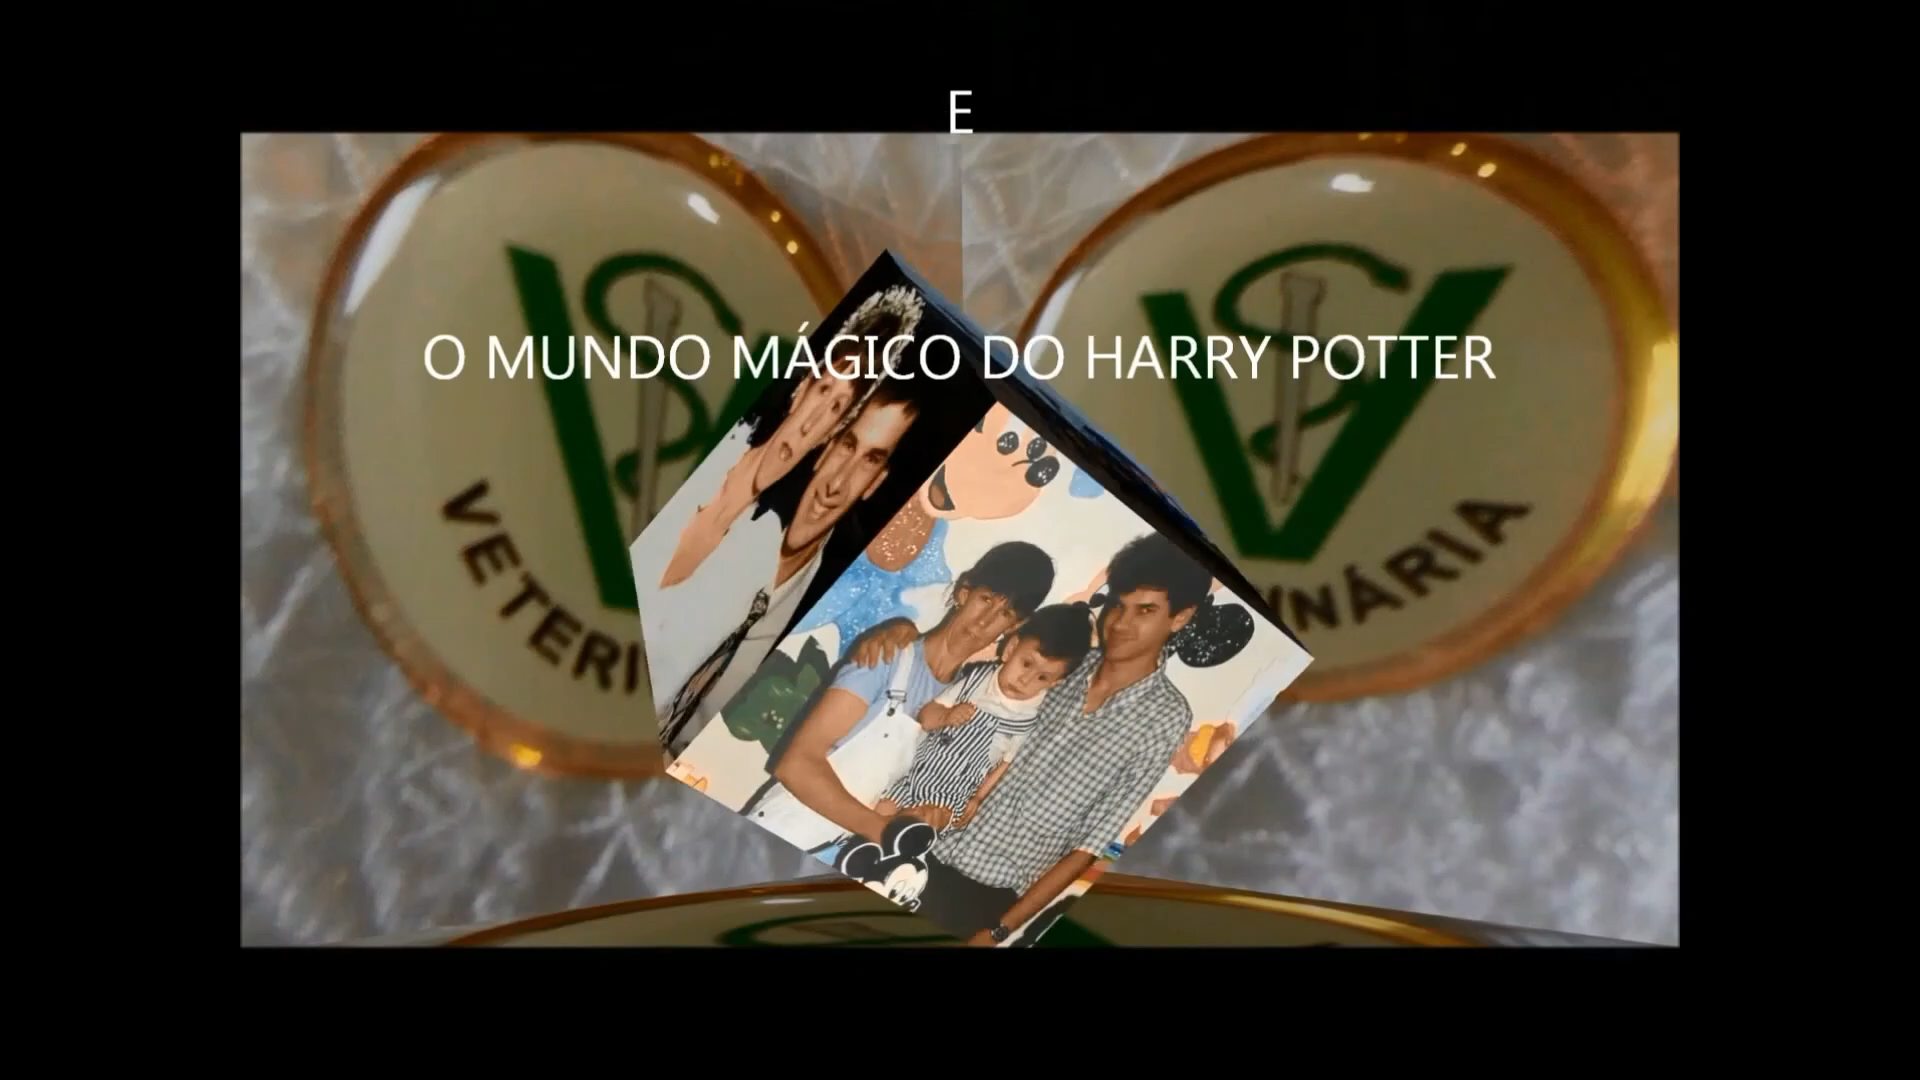 E
O MUNDO MÁGICO DO HARRY POTTER
V
V
VETERI
NÁRIA